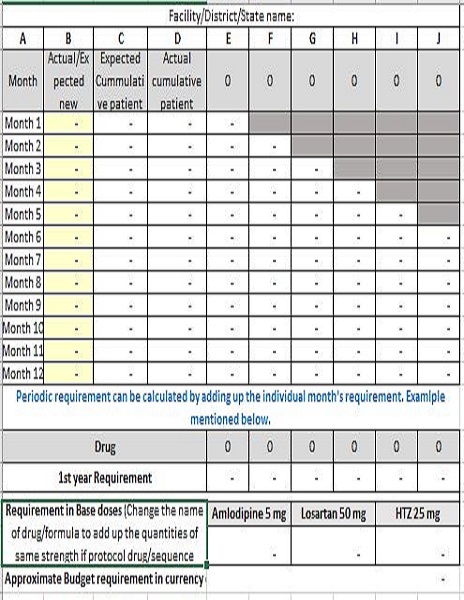 Facility/District/State name:
A B C D E F G H I J
Month Actual/Ex pected new Expected Cummulati ve patient Actual cumulative patient 0 0 0 0 0 0
Month 1 - - - -
Month 2 - - - - -
Month 3 - - - - - -
Month 4 - - - - - - -
Month 5 - - - - - - - -
Month 6 - - - - - - - - -
Month 7 - - - - - - - - -
Month 8 - - - - - - - - -
Month 9 - - - - - - - - -
Month 10 - - - - - - - - -
Month 11 - - - - - - - - -
Month 12 - - - - - - - - -
Periodic requirement can be calculated by adding up the individual month's requirement. Examlple
mentioned below.
Drug 0 0 0 0 0 0
1st year Requirement - - - - - -
Requirement in Base doses (Change the name Amlodipine 5 mg Losartan 50 mg HTZ 25 mg
of drug/formula to add up the quantities of
same strength if protocol drug/sequence - - -
Approximate Budget requirement in currency -